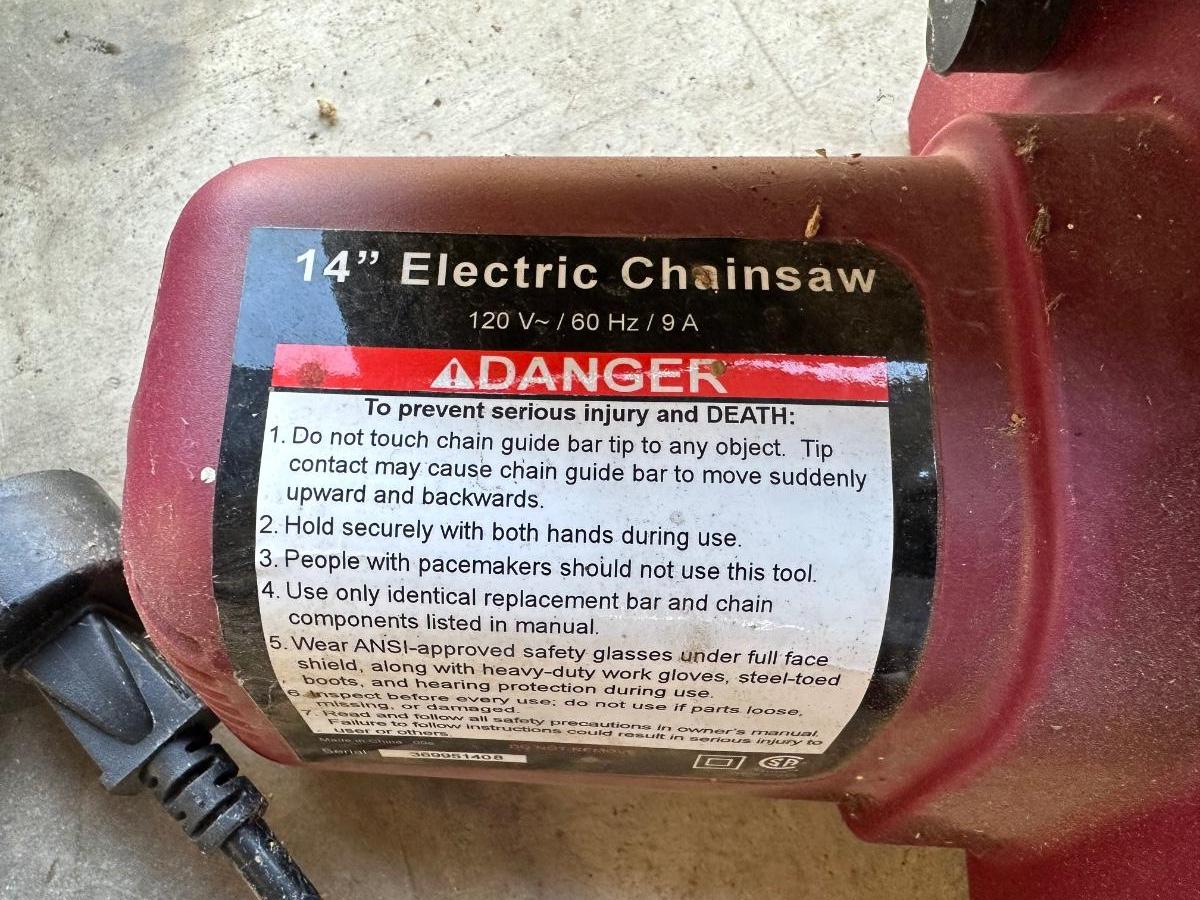 14” Electric Chainsaw
120 V~ / 60 Hz / 9 A
DANGER
To prevent serious injury and DEATH:
1. Do not touch chain guide bar tip to any object. Tip
contact may cause chain guide bar to move suddenly
upward and backwards.
2. Hold securely with both hands during use.
3. People with pacemakers should not use this tool.
4. Use only identical replacement bar and chain
components listed in manual.
5. Wear ANSI-approved safety glasses under full face
shield, along with heavy-duty work gloves, steel-toed
boots, and hearing protection during use.
6. Inspect before every use; do not use if parts loose,
missing, or damaged.
7. Read and follow all safety precautions in owner's manual.
Failure to follow instructions could result in serious injury to
user or others.
Made in China
DO NOT REMOVE
Serial 369951408